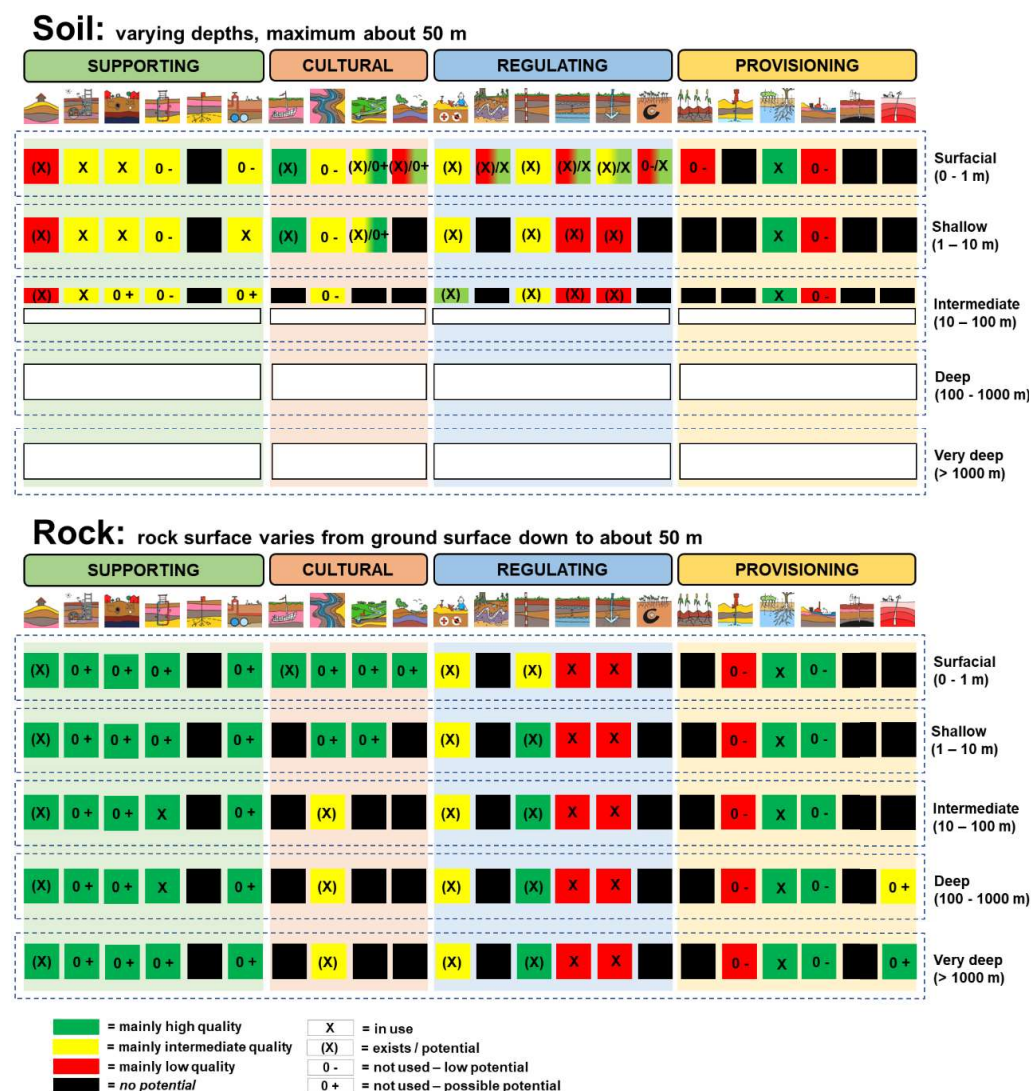 Soil: varying depths, maximum about 50 m
SUPPORTING CULTURAL REGULATING PROVISIONING
(X) X X 0 - 0 - (X) 0 - (X)/0+ (X)/0+ (X) (X)/X (X) (X)/X (X)/X 0-/X 0 - X 0 - Surfacial
(0 - 1 m)
(X) X X 0 - X (X) 0 - (X)/0+ (X) (X) (X) (X) X 0 - Shallow
(1 – 10 m)
(X) X 0 + 0 - 0 + 0 - (X) (X) (X) (X) X 0 - Intermediate
(10 – 100 m)
Deep
(100 - 1000 m)
Very deep
(> 1000 m)
Rock: rock surface varies from ground surface down to about 50 m
SUPPORTING CULTURAL REGULATING PROVISIONING
(X) 0 + 0 + 0 + 0 + (X) 0 + 0 + 0 + (X) (X) X X 0 - X 0 - Surfacial
(0 - 1 m)
(X) 0 + 0 + 0 + 0 + 0 + 0 + (X) (X) X X 0 - X 0 - Shallow
(1 – 10 m)
(X) 0 + 0 + X 0 + (X) (X) (X) X X 0 - X 0 - Intermediate
(10 – 100 m)
(X) 0 + 0 + X 0 + (X) (X) (X) X X 0 - X 0 - 0 + Deep
(100 - 1000 m)
(X) 0 + 0 + 0 + 0 + (X) (X) (X) X X 0 - X 0 - 0 + Very deep
(> 1000 m)
= mainly high quality X = in use
= mainly intermediate quality (X) = exists / potential
= mainly low quality 0 - = not used – low potential
= no potential 0 + = not used – possible potential